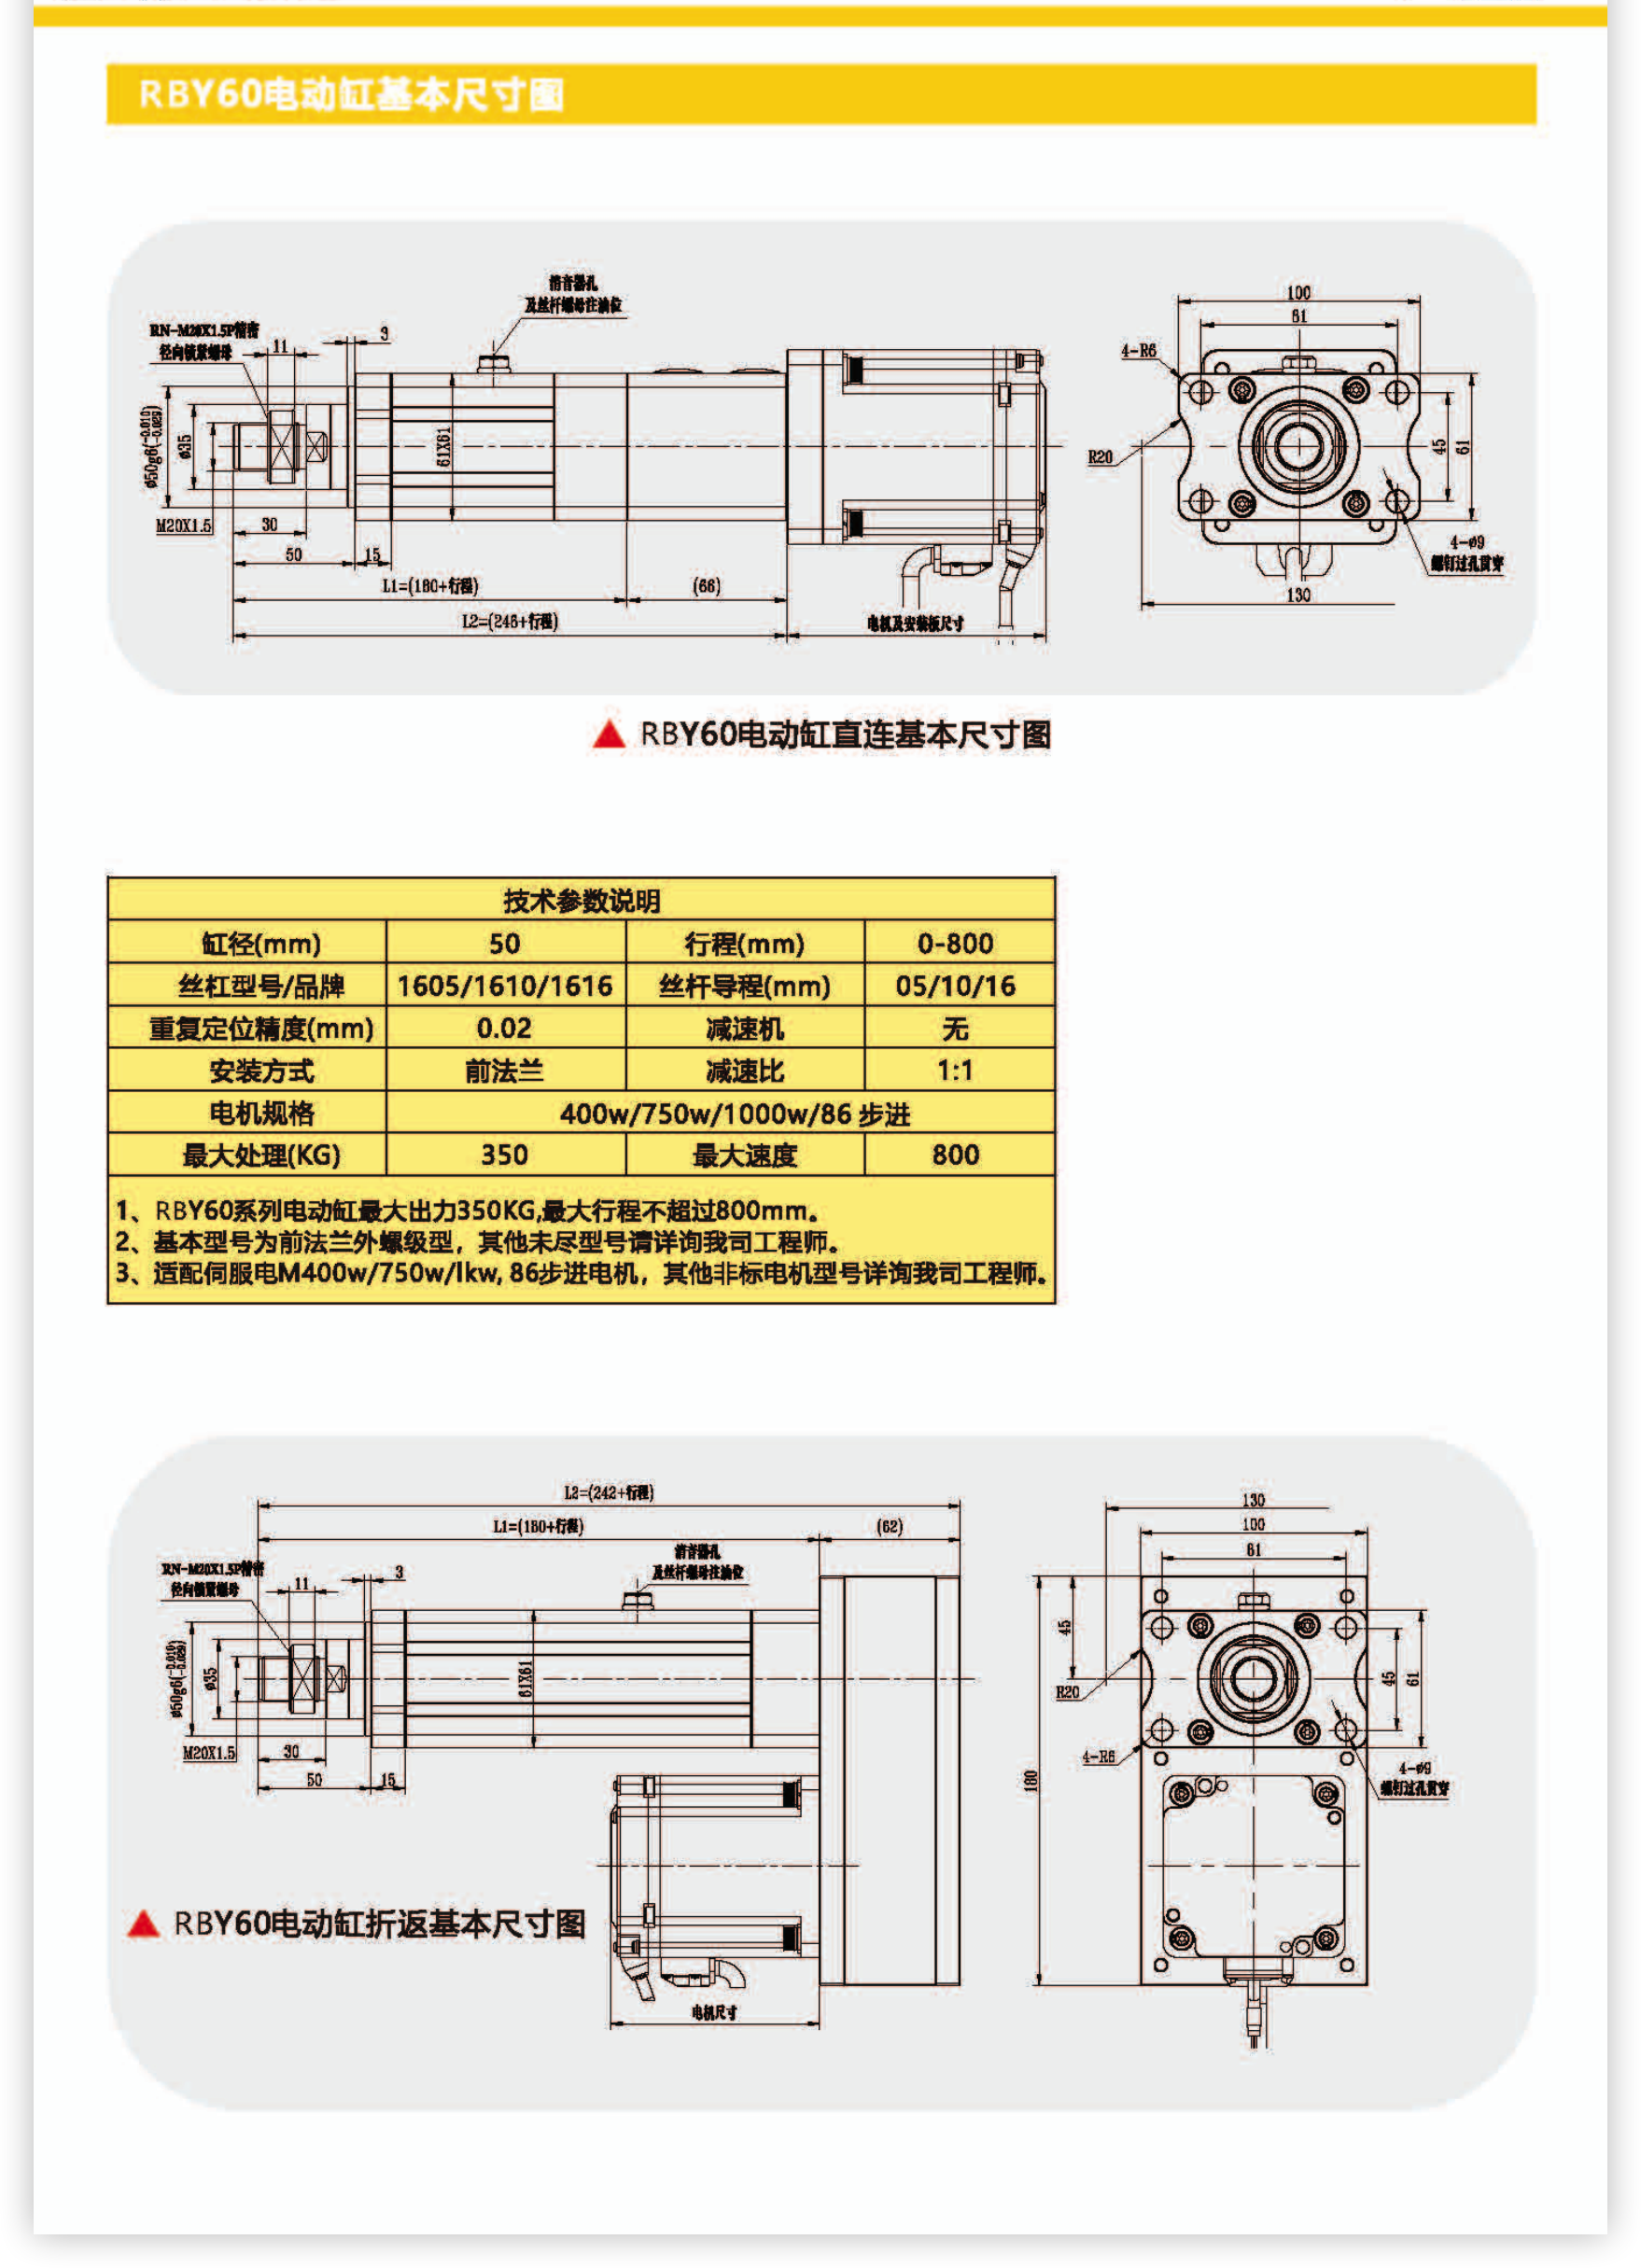 RBY60电动缸基本尺寸图
消音器孔
及丝杆螺母注油位
RN-M20X1.5P精密
径向锁紧螺母
11
3
ø50g6(-0.010 -0.029)
ø35
61X61
M20X1.5
30
50
15
L1=(180+行程)
(66)
L2=(246+行程)
电机及安装板尺寸
100
81
4-R6
R20
45
61
4-ø9
螺钉过孔贯穿
130
RBY60电动缸直连基本尺寸图
技术参数说明
缸径(mm) 50 行程(mm) 0-800
丝杠型号/品牌 1605/1610/1616 丝杆导程(mm) 05/10/16
重复定位精度(mm) 0.02 减速机 无
安装方式 前法兰 减速比 1:1
电机规格 400w/750w/1000w/86 步进
最大处理(KG) 350 最大速度 800
1、RBY60系列电动缸最大出力350KG,最大行程不超过800mm。
2、基本型号为前法兰外螺级型，其他未尽型号请详询我司工程师。
3、适配伺服电M400w/750w/lkw, 86步进电机，其他非标电机型号详询我司工程师。
L2=(242+行程)
L1=(180+行程)
(62)
消音器孔
及丝杆螺母注油位
RN-M20X1.5P精密
径向锁紧螺母
11
3
ø50g6(-0.010 -0.029)
ø35
61X61
M20X1.5
30
50
15
电机尺寸
130
100
81
45
R20
4-R6
180
45
61
4-ø9
螺钉过孔贯穿
RBY60电动缸折返基本尺寸图